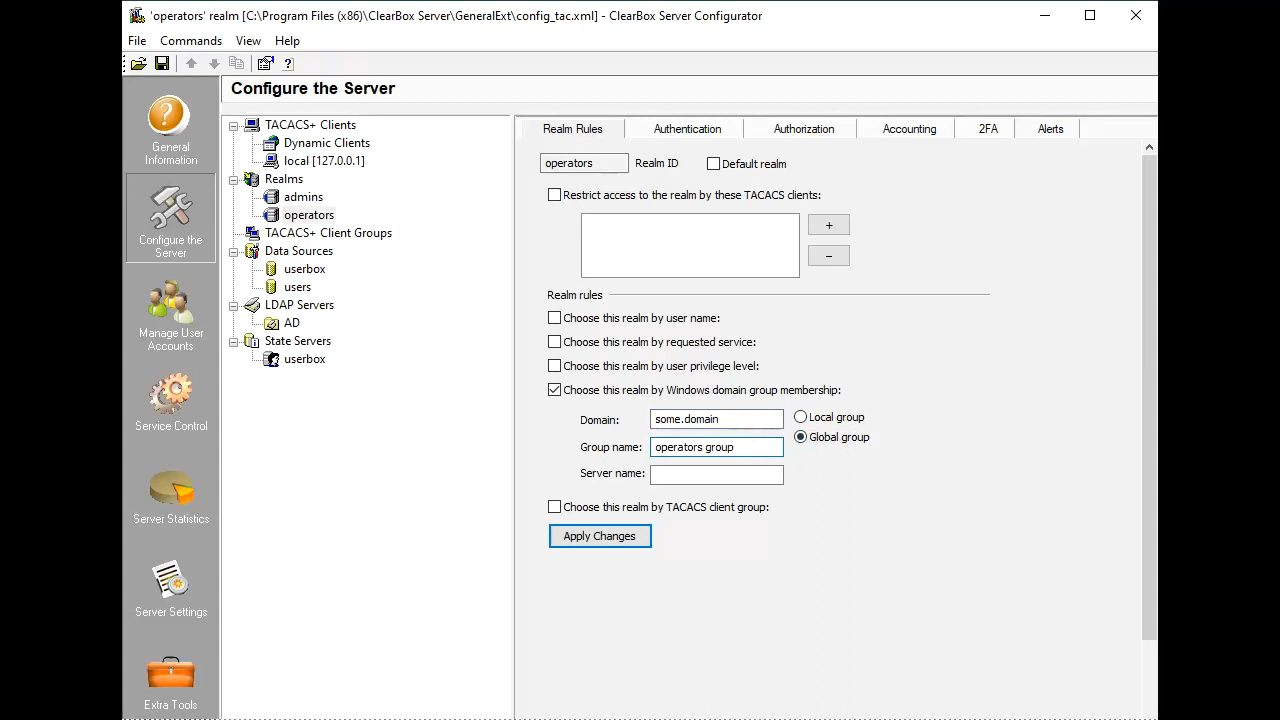 'operators' realm [C:\Program Files (x86)\ClearBox Server\GeneralExt\config_tac.xml] - ClearBox Server Configurator
File Commands View Help
Configure the Server
General Information
Configure the Server
Manage User Accounts
Service Control
Server Statistics
Server Settings
Extra Tools
TACACS+ Clients
Dynamic Clients
local [127.0.0.1]
Realms
admins
operators
TACACS+ Client Groups
Data Sources
userbox
users
LDAP Servers
AD
State Servers
userbox
Realm Rules Authentication Authorization Accounting 2FA Alerts
operators Realm ID Default realm
Restrict access to the realm by these TACACS clients:
+
–
Realm rules
Choose this realm by user name:
Choose this realm by requested service:
Choose this realm by user privilege level:
Choose this realm by Windows domain group membership:
Domain: some.domain Local group
Global group
Group name: operators group
Server name:
Choose this realm by TACACS client group:
Apply Changes